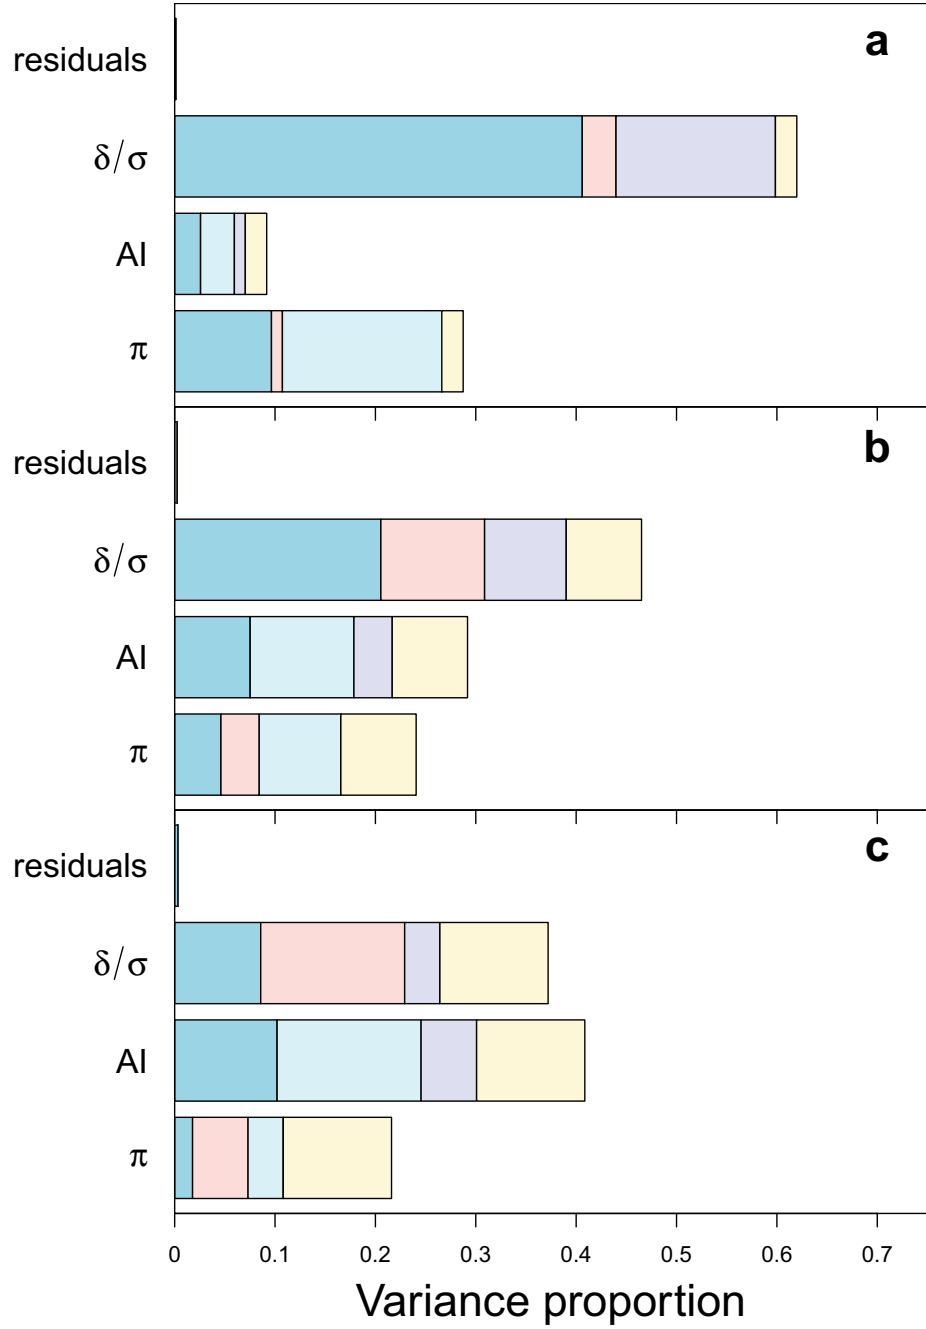 a
residuals
δ/σ
AI
π
b
residuals
δ/σ
AI
π
c
residuals
δ/σ
AI
π
0 0.1 0.2 0.3 0.4 0.5 0.6 0.7
Variance proportion